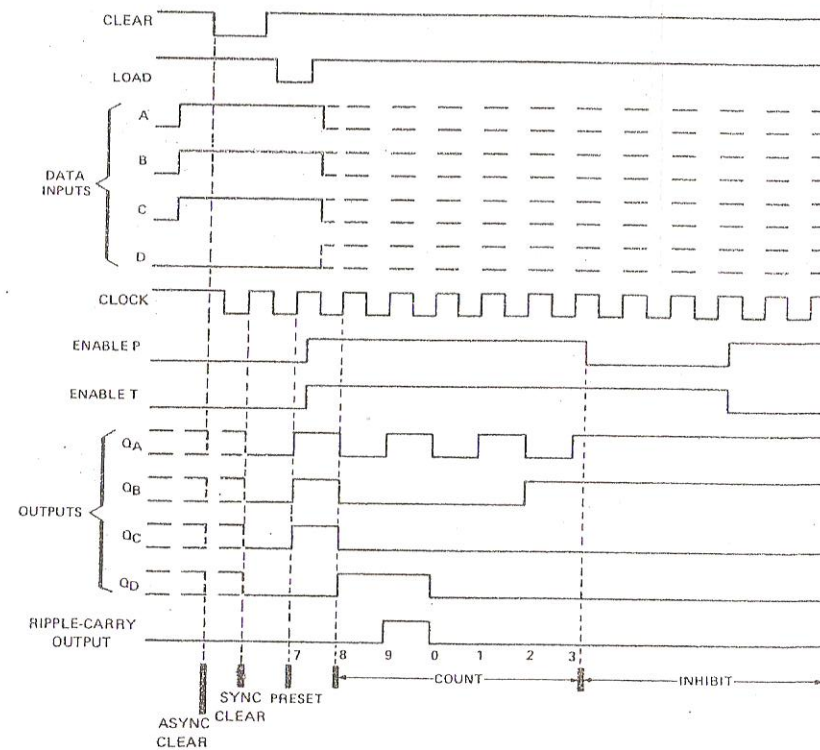 CLEAR
LOAD
A
B
DATA
INPUTS
C
D
CLOCK
ENABLE P
ENABLE T
QA
QB
OUTPUTS
QC
QD
RIPPLE-CARRY
OUTPUT
7 8 9 0 1 2 3
COUNT INHIBIT
SYNC PRESET
CLEAR
ASYNC
CLEAR